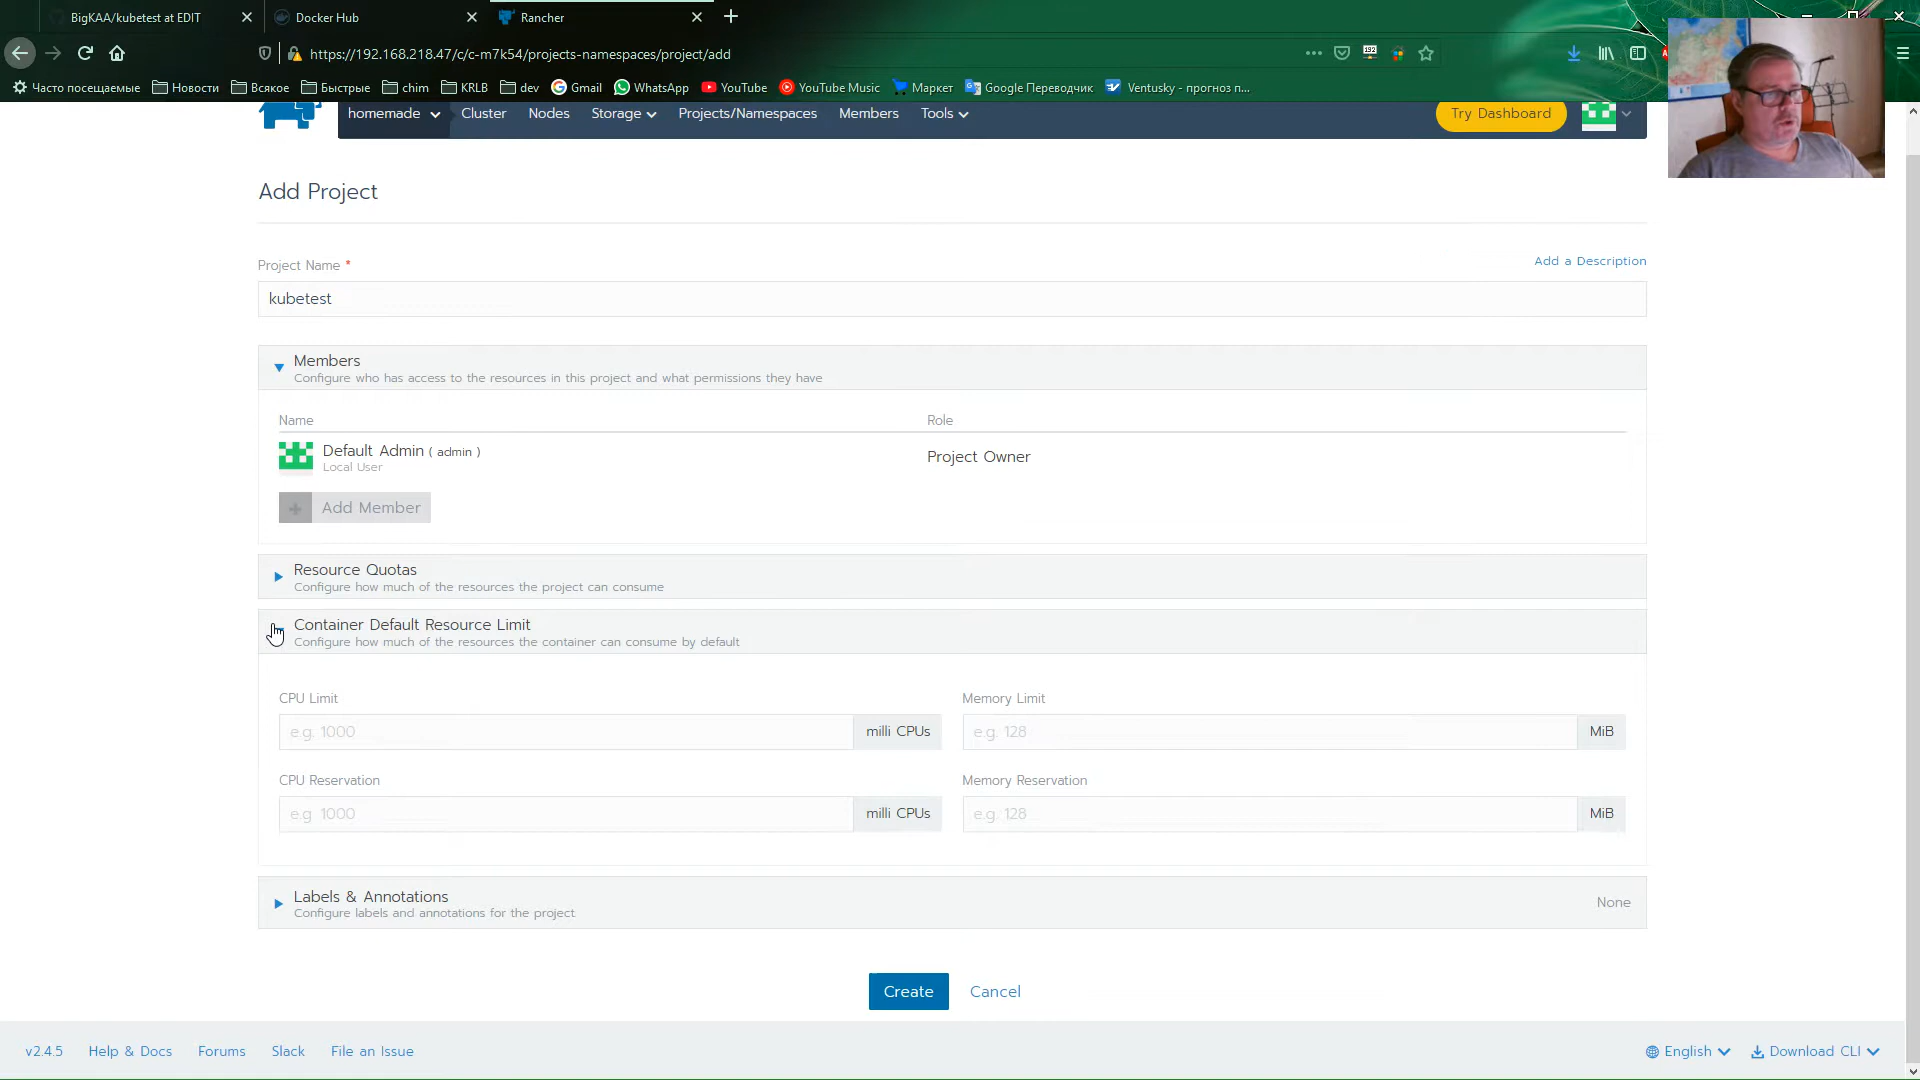 BigKAA/kubetest at EDIT
Docker Hub
Rancher
https://192.168.218.47/c/c-m7k54/projects-namespaces/project/add
192
Часто посещаемые
Новости
Всякое
Быстрые
chim
KRLB
dev
Gmail
WhatsApp
YouTube
YouTube Music
Маркет
Google Переводчик
Ventusky - прогноз п...
homemade
Cluster
Nodes
Storage
Projects/Namespaces
Members
Tools
Try Dashboard
Add Project
Project Name *
Add a Description
kubetest
Members
Configure who has access to the resources in this project and what permissions they have
Name
Role
Default Admin ( admin )
Local User
Project Owner
+ Add Member
Resource Quotas
Configure how much of the resources the project can consume
Container Default Resource Limit
Configure how much of the resources the container can consume by default
CPU Limit
Memory Limit
e.g. 1000
milli CPUs
e.g. 128
MiB
CPU Reservation
Memory Reservation
e.g. 1000
milli CPUs
e.g. 128
MiB
Labels & Annotations
Configure labels and annotations for the project.
None
Create
Cancel
v2.4.5
Help & Docs
Forums
Slack
File an Issue
English
Download CLI